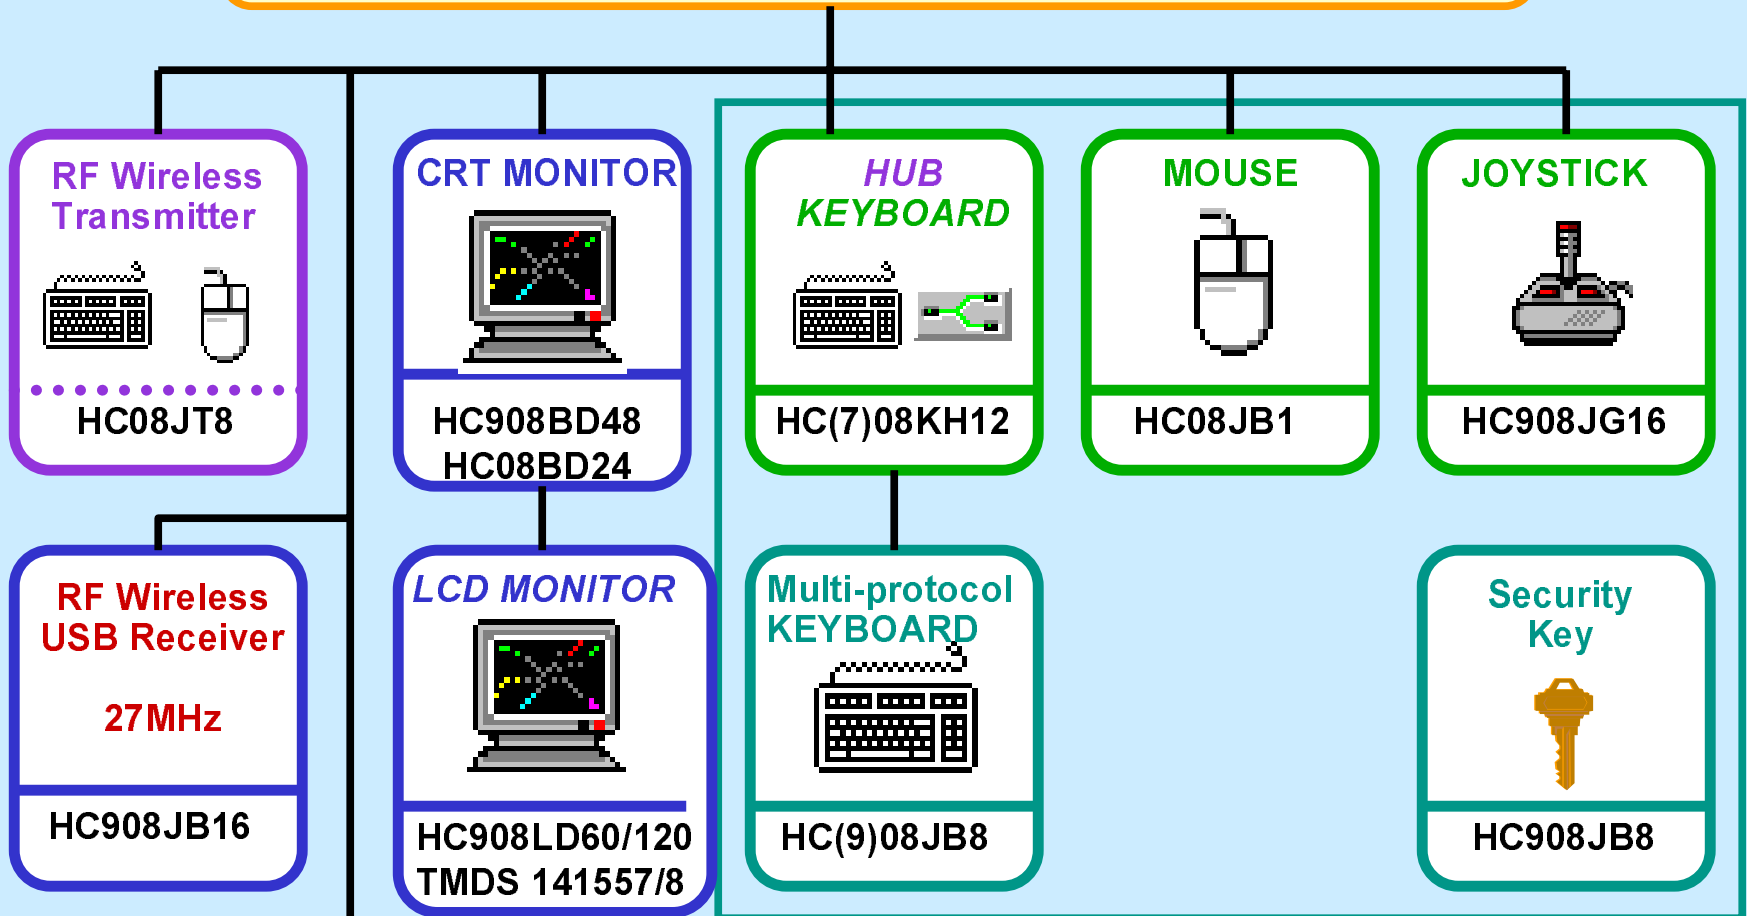 RF Wireless
Transmitter
HC08JT8
CRT MONITOR
HC908BD48
HC08BD24
HUB
KEYBOARD
HC(7)08KH12
MOUSE
HC08JB1
JOYSTICK
HC908JG16
RF Wireless
USB Receiver
27MHz
HC908JB16
LCD MONITOR
HC908LD60/120
TMDS 141557/8
Multi-protocol
KEYBOARD
HC(9)08JB8
Security
Key
HC908JB8